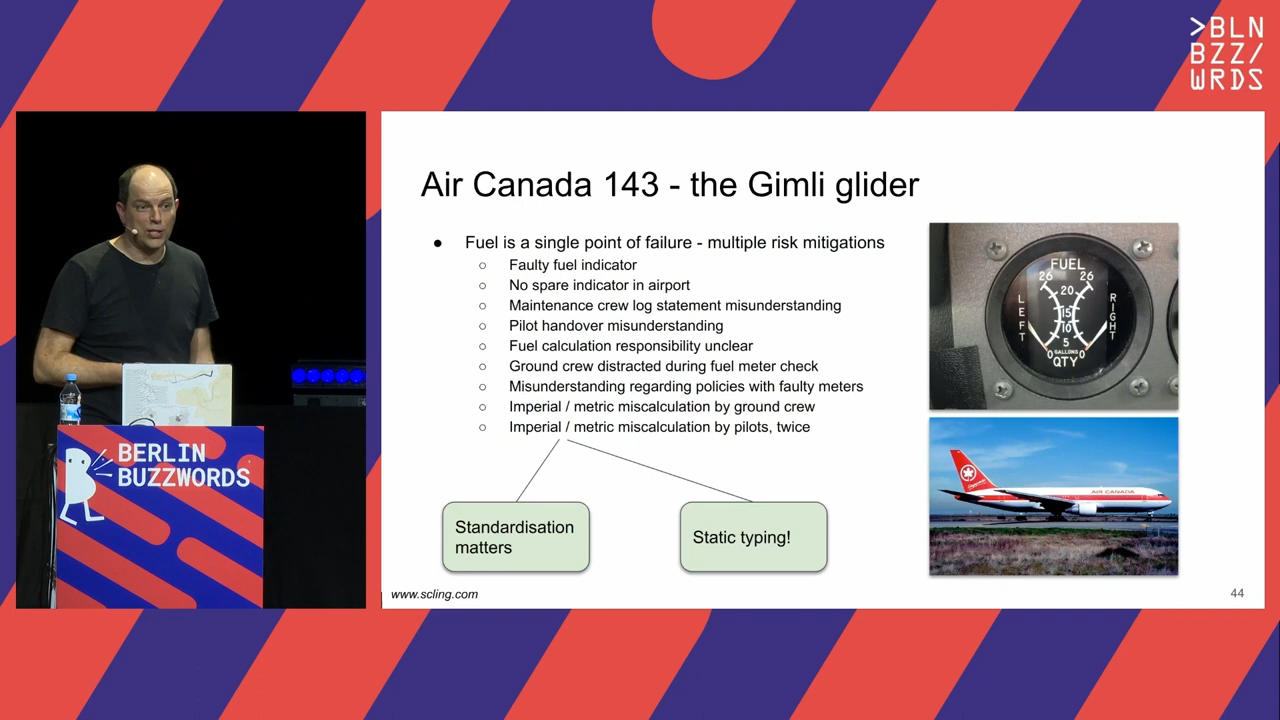 >BLN
BZZ/
WRDS
Air Canada 143 - the Gimli glider
● Fuel is a single point of failure - multiple risk mitigations
○ Faulty fuel indicator
○ No spare indicator in airport
○ Maintenance crew log statement misunderstanding
○ Pilot handover misunderstanding
○ Fuel calculation responsibility unclear
○ Ground crew distracted during fuel meter check
○ Misunderstanding regarding policies with faulty meters
○ Imperial / metric miscalculation by ground crew
○ Imperial / metric miscalculation by pilots, twice
Standardisation
matters
Static typing!
www.scling.com
44
FUEL
26 26
20
LEFT
15
RIGHT
10
5
0 GALLONS 0
QTY
AIR CANADA
BERLIN
BUZZWORDS